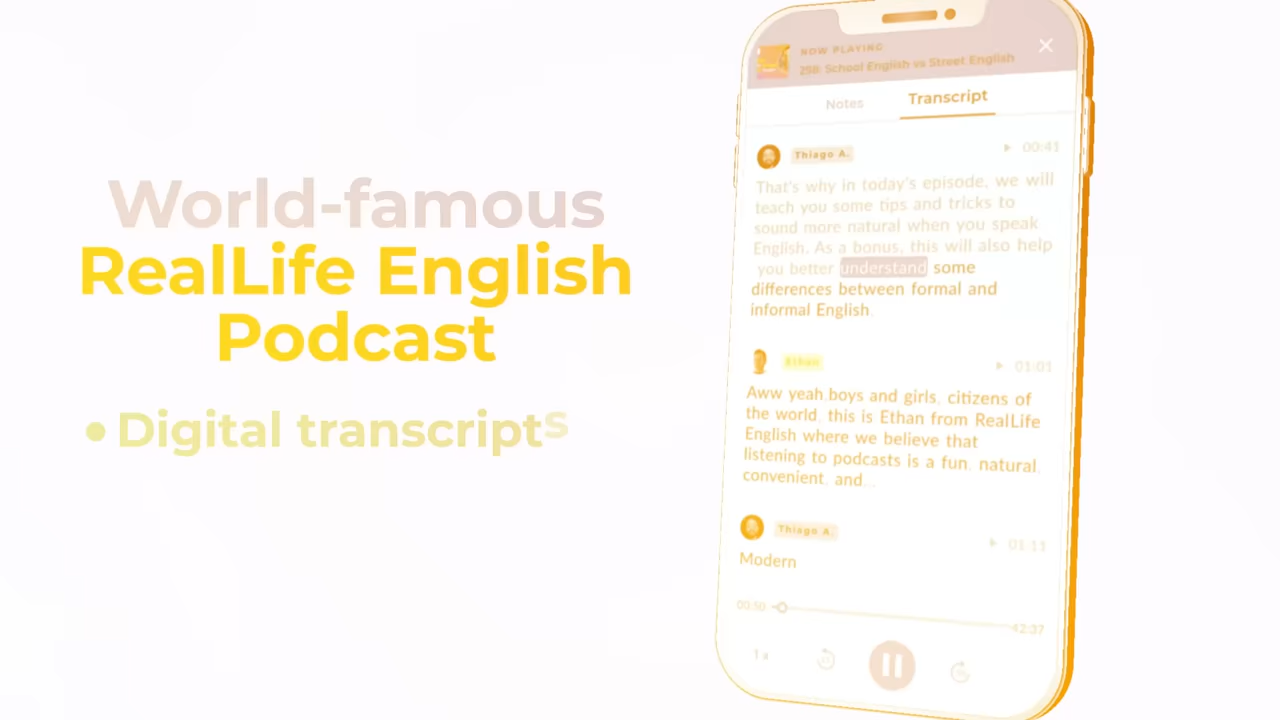 World-famous
RealLife English
Podcast
• Digital transcripts
NOW PLAYING
258: School English vs Street English
Notes
Transcript
Thiago A.
00:41
That's why in today's episode, we will
teach you some tips and tricks to
sound more natural when you speak
English. As a bonus, this will also help
you better understand some
differences between formal and
informal English.
Ethan
01:01
Aww yeah boys and girls, citizens of
the world, this is Ethan from RealLife
English where we believe that
listening to podcasts is a fun, natural,
convenient, and...
Thiago A.
01:11
Modern
00:50
42:37